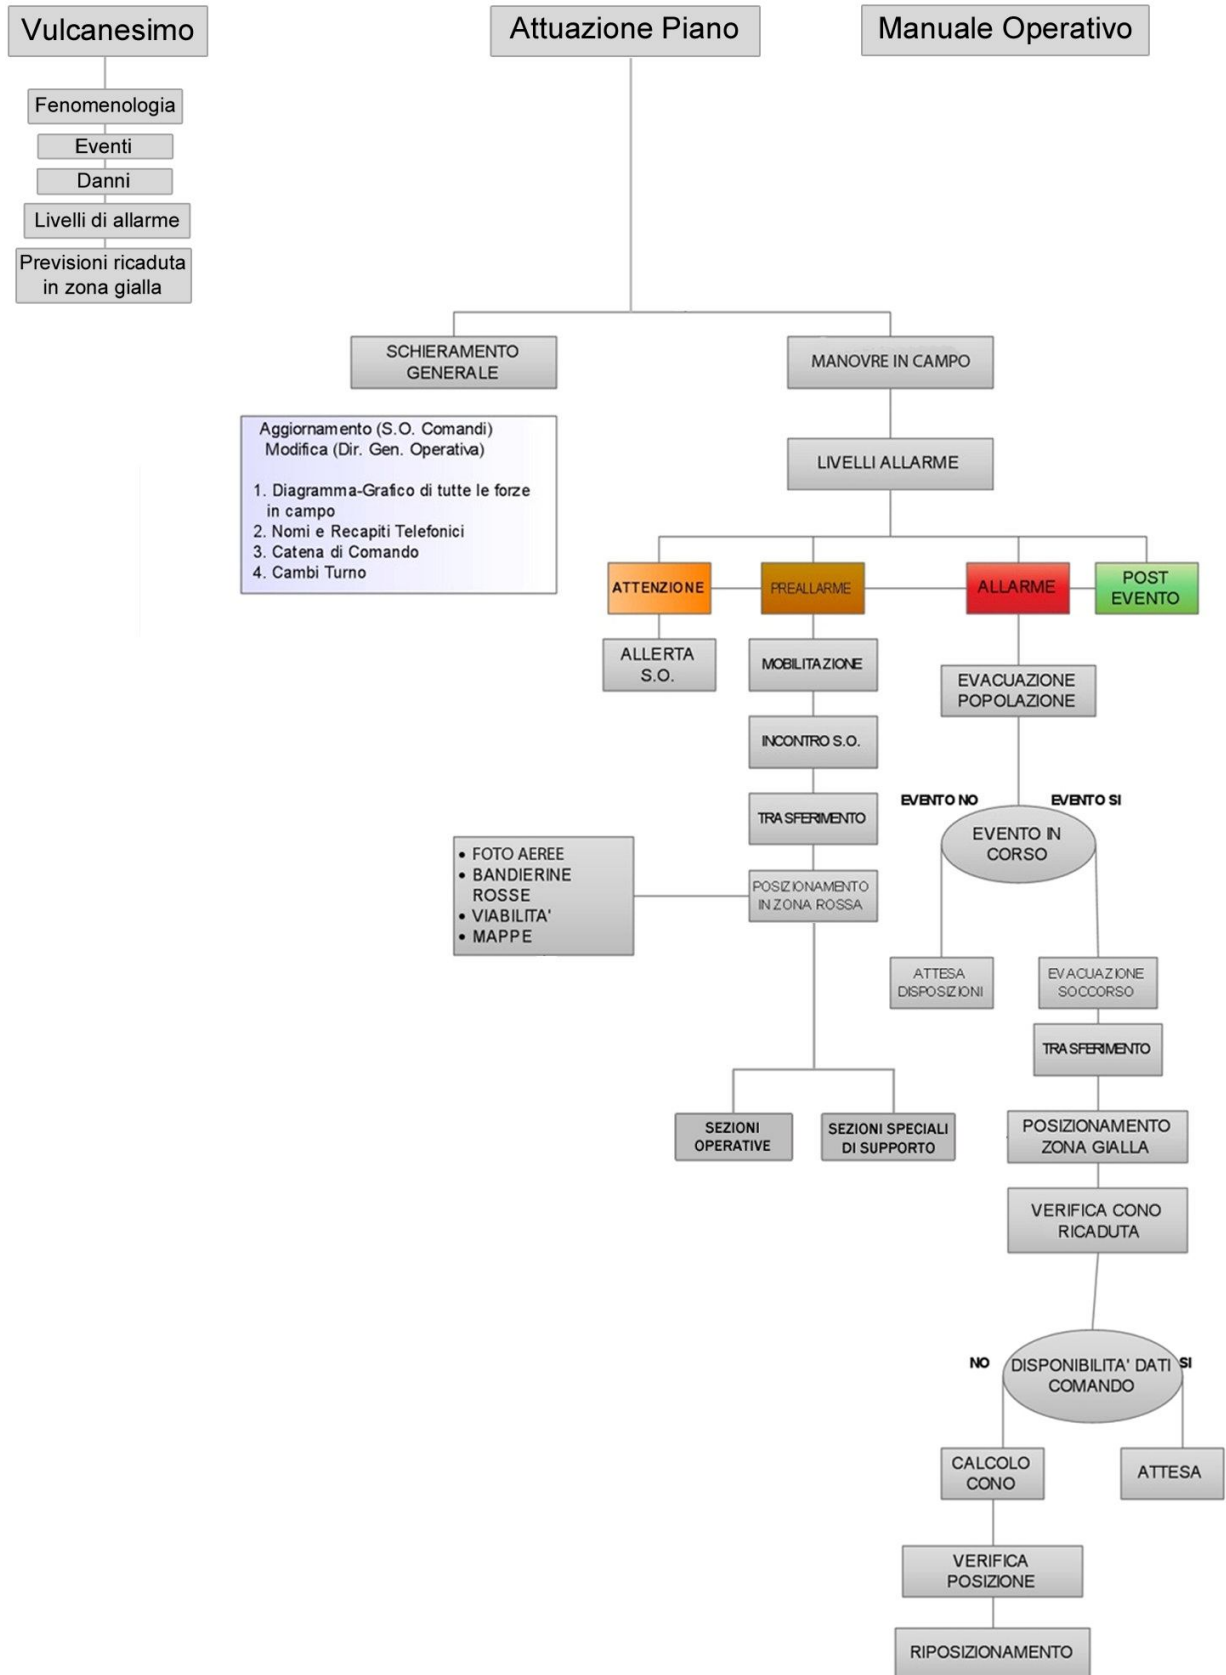 Vulcanesimo
Attuazione Piano
Manuale Operativo
Fenomenologia
Eventi
Danni
Livelli di allarme
Previsioni ricaduta
in zona gialla
SCHIERAMENTO
GENERALE
MANOVRE IN CAMPO
Aggiornamento (S.O. Comandi)
Modifica (Dir. Gen. Operativa)
1. Diagramma-Grafico di tutte le forze
in campo
2. Nomi e Recapiti Telefonici
3. Catena di Comando
4. Cambi Turno
LIVELLI ALLARME
ATTENZIONE
PREALLARME
ALLARME
POST
EVENTO
ALLERTA
S.O.
MOBILITAZIONE
EVACUAZIONE
POPOLAZIONE
INCONTRO S.O.
TRASFERIMENTO
EVENTO NO
EVENTO SI
EVENTO IN
CORSO
• FOTO AEREE
• BANDIERINE
ROSSE
• VIABILITA'
• MAPPE
POSIZIONAMENTO
IN ZONA ROSSA
ATTESA
DISPOSIZIONI
EVACUAZIONE
SOCCORSO
TRASFERIMENTO
SEZIONI
OPERATIVE
SEZIONI SPECIALI
DI SUPPORTO
POSIZIONAMENTO
ZONA GIALLA
VERIFICA CONO
RICADUTA
NO
DISPONIBILITA' DATI
COMANDO
SI
CALCOLO
CONO
ATTESA
VERIFICA
POSIZIONE
RIPOSIZIONAMENTO